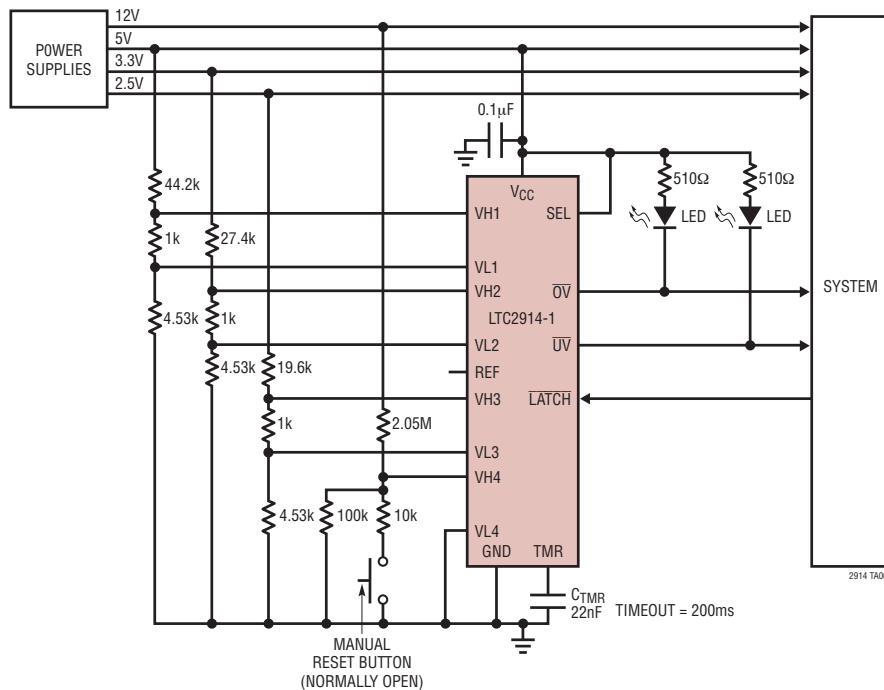 12V
5V
3.3V
2.5V
POWER
SUPPLIES
0.1µF
44.2k
1k
4.53k
27.4k
1k
4.53k
19.6k
1k
4.53k
2.05M
100k
10k
VCC
SEL
VH1
VL1
VH2
OV
LTC2914-1
UV
VL2
REF
VH3
LATCH
VL3
VH4
VL4
GND
TMR
510Ω
LED
510Ω
LED
SYSTEM
CTMR
22nF
TIMEOUT = 200ms
MANUAL
RESET BUTTON
(NORMALLY OPEN)